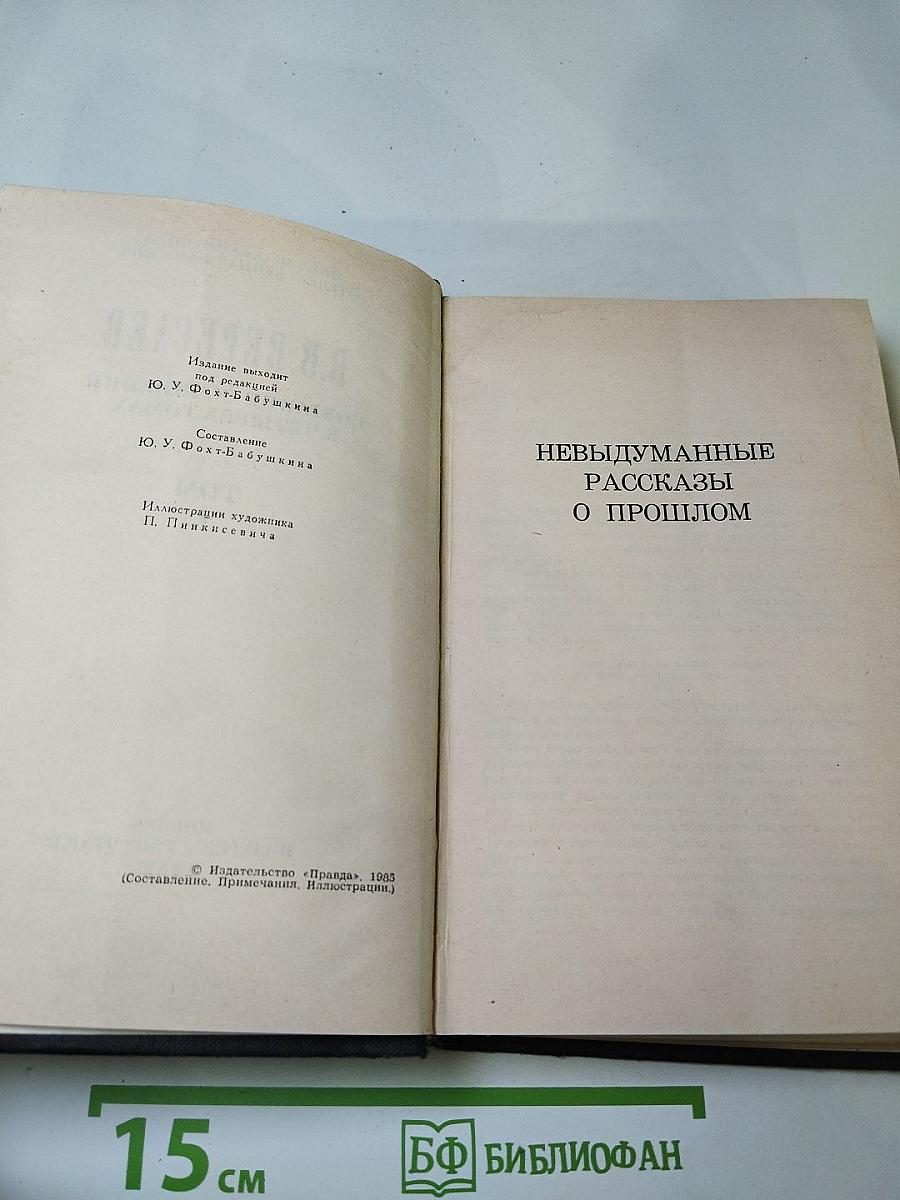 Издание выходит
под редакцией
Ю. У. Фохт-Бабушкина
Составление
Ю. У. Фохт-Бабушкина
Иллюстрации художника
П. Пинкисевича
© Издательство «Правда», 1985
(Составление. Примечания. Иллюстрации.)
НЕВЫДУМАННЫЕ
РАССКАЗЫ
О ПРОШЛОМ
15 см
БФ БИБЛИОФАН